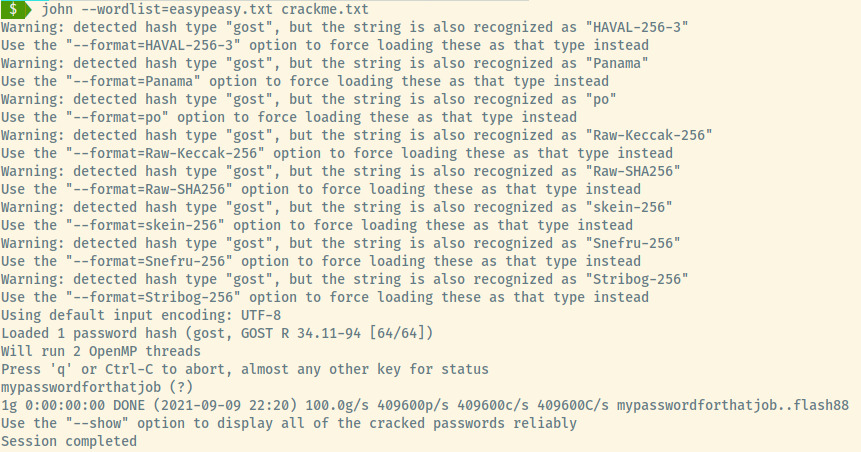 $ john --wordlist=easypeasy.txt crackme.txt
Warning: detected hash type "gost", but the string is also recognized as "HAVAL-256-3"
Use the "--format=HAVAL-256-3" option to force loading these as that type instead
Warning: detected hash type "gost", but the string is also recognized as "Panama"
Use the "--format=Panama" option to force loading these as that type instead
Warning: detected hash type "gost", but the string is also recognized as "po"
Use the "--format=po" option to force loading these as that type instead
Warning: detected hash type "gost", but the string is also recognized as "Raw-Keccak-256"
Use the "--format=Raw-Keccak-256" option to force loading these as that type instead
Warning: detected hash type "gost", but the string is also recognized as "Raw-SHA256"
Use the "--format=Raw-SHA256" option to force loading these as that type instead
Warning: detected hash type "gost", but the string is also recognized as "skein-256"
Use the "--format=skein-256" option to force loading these as that type instead
Warning: detected hash type "gost", but the string is also recognized as "Snefru-256"
Use the "--format=Snefru-256" option to force loading these as that type instead
Warning: detected hash type "gost", but the string is also recognized as "Stribog-256"
Use the "--format=Stribog-256" option to force loading these as that type instead
Using default input encoding: UTF-8
Loaded 1 password hash (gost, GOST R 34.11-94 [64/64])
Will run 2 OpenMP threads
Press 'q' or Ctrl-C to abort, almost any other key for status
mypasswordforthatjob (?)
1g 0:00:00:00 DONE (2021-09-09 22:20) 100.0g/s 409600p/s 409600c/s 409600C/s mypasswordforthatjob..flash88
Use the "--show" option to display all of the cracked passwords reliably
Session completed